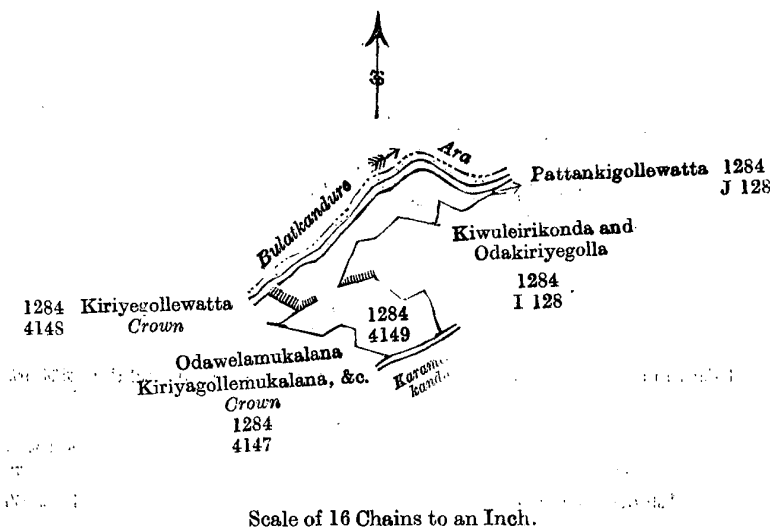 Bulatkandure Ara
Pattankigollewatta 1284
J 128
Kiwuleirikonda and
Odakiriyegolla
1284
I 128
1284 Kiriyegollewatta
4148 Crown
1284
4149
Odawelamukalana
Kiriyagollemukalana, &c.
Crown
1284
4147
Scale of 16 Chains to an Inch.